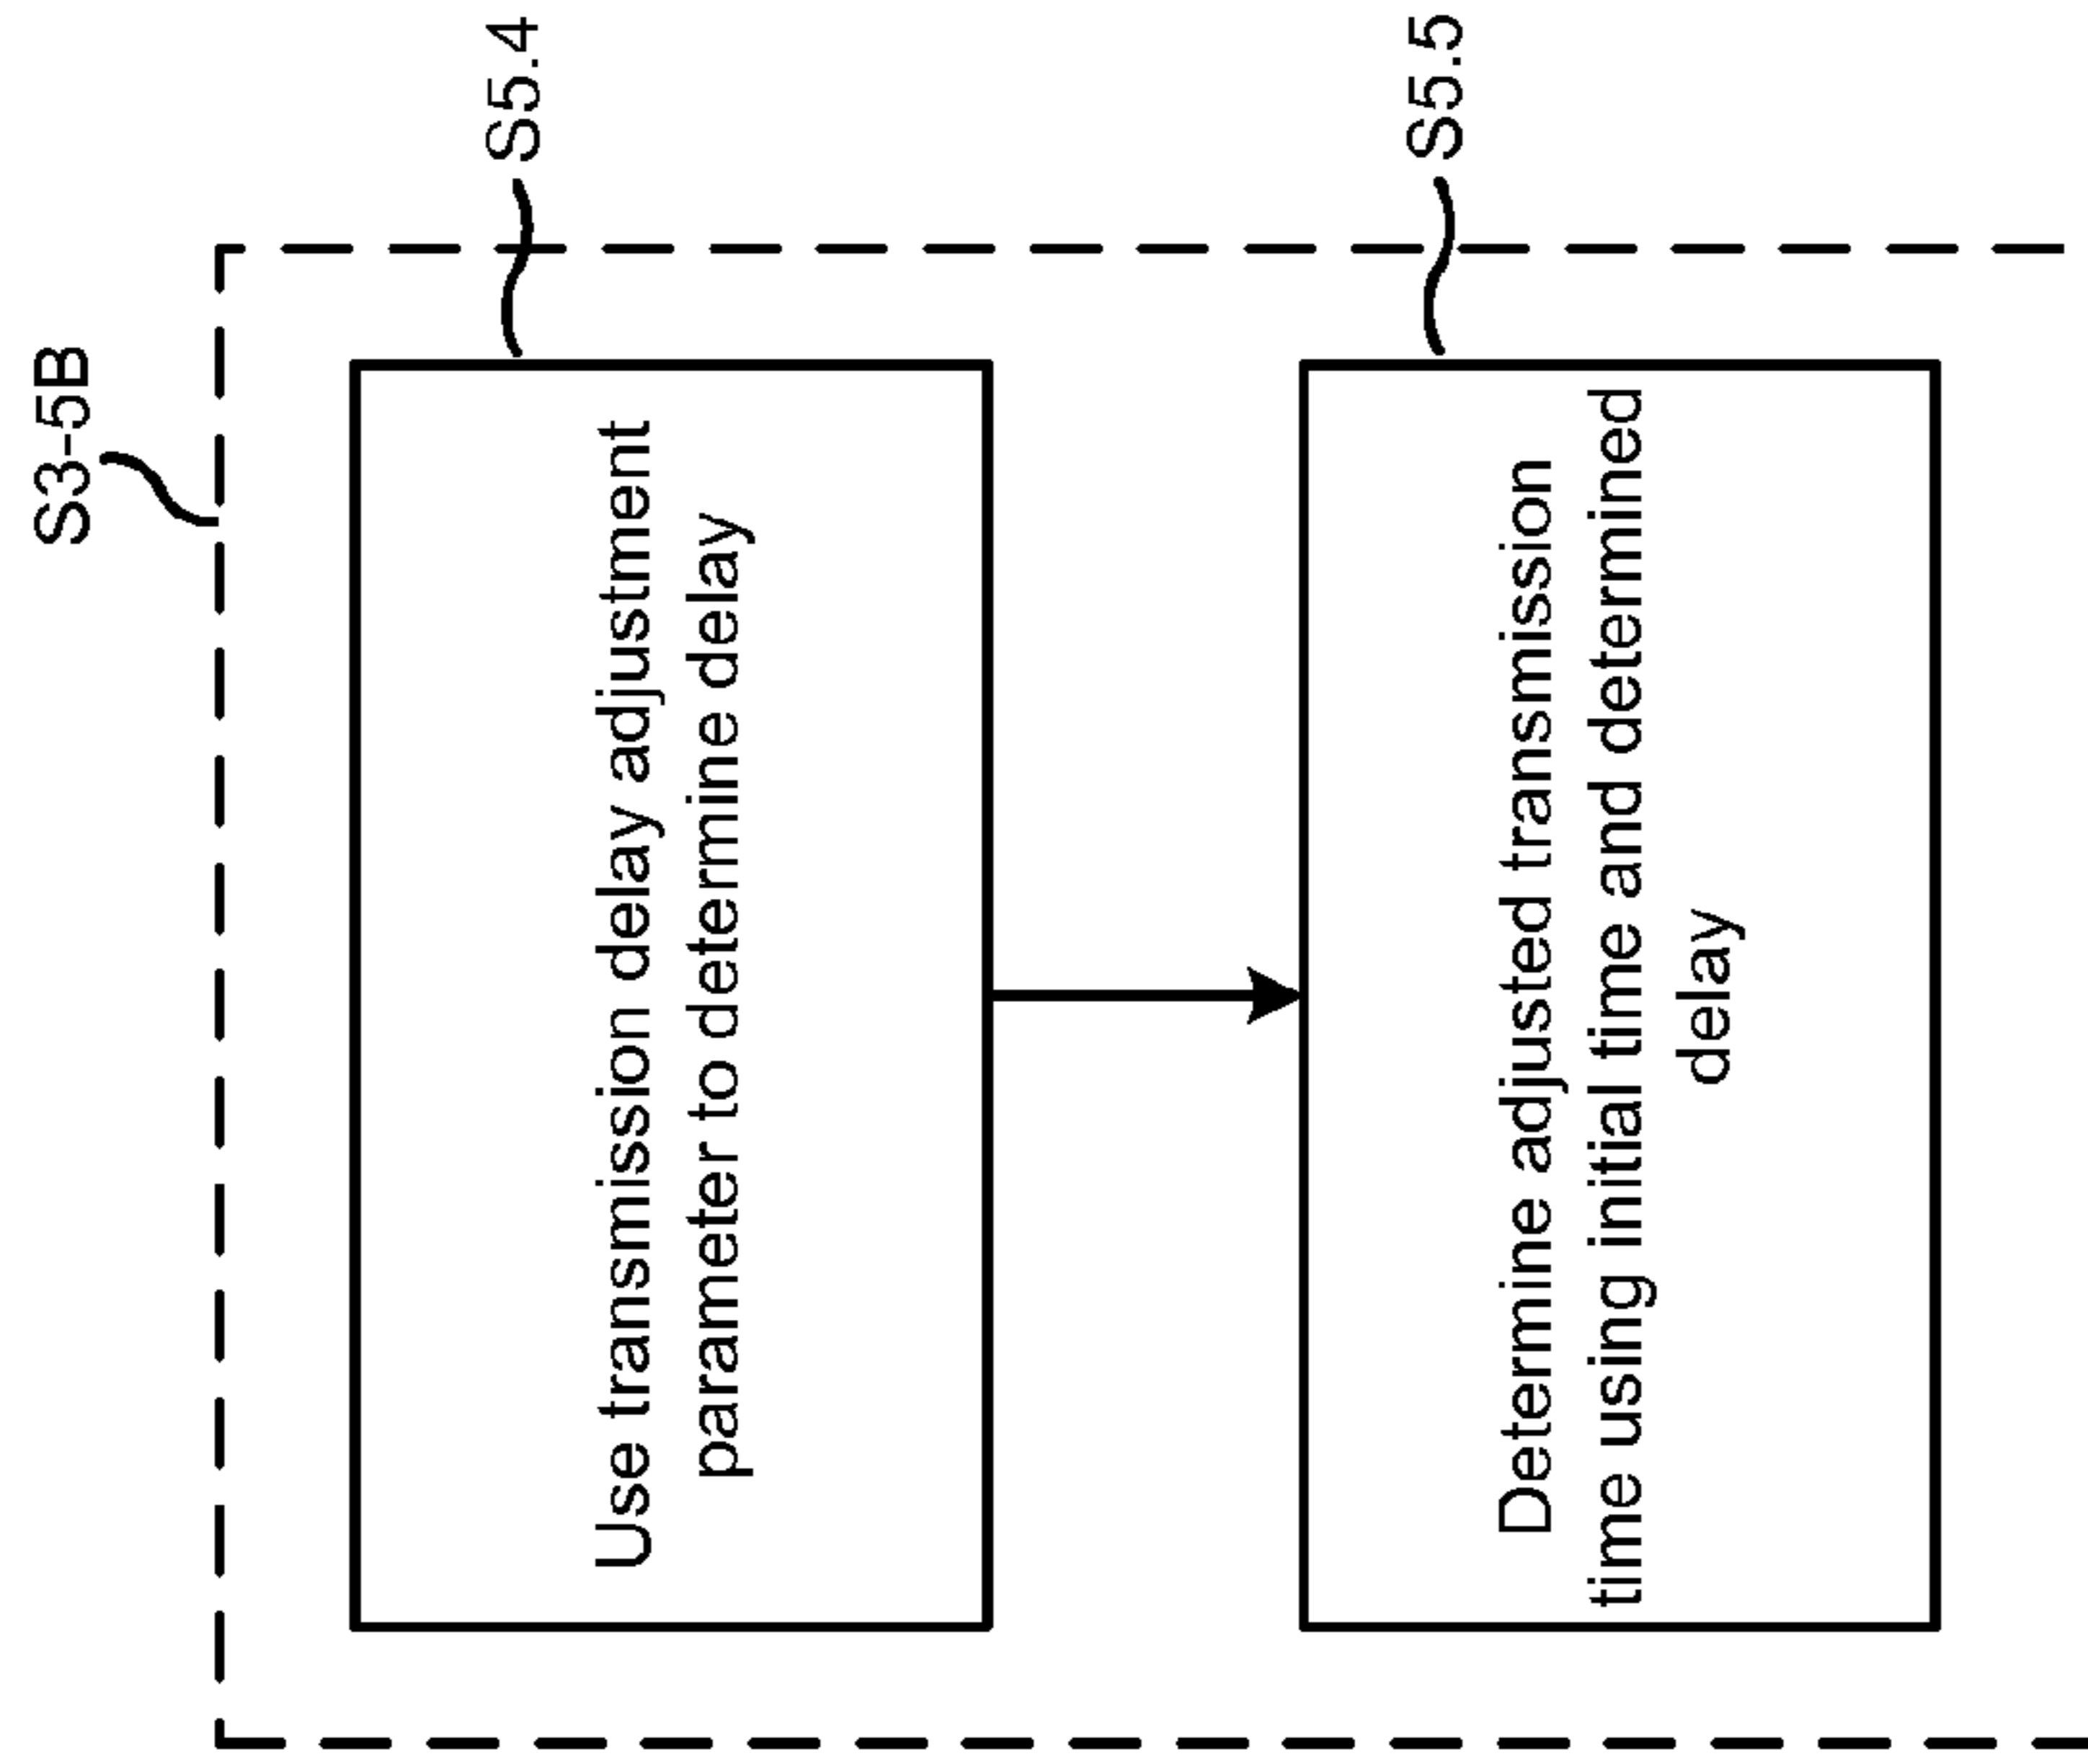 S3-5B
S5.4
Use transmission delay adjustment
parameter to determine delay
S5.5
Determine adjusted transmission
time using initial time and determined
delay